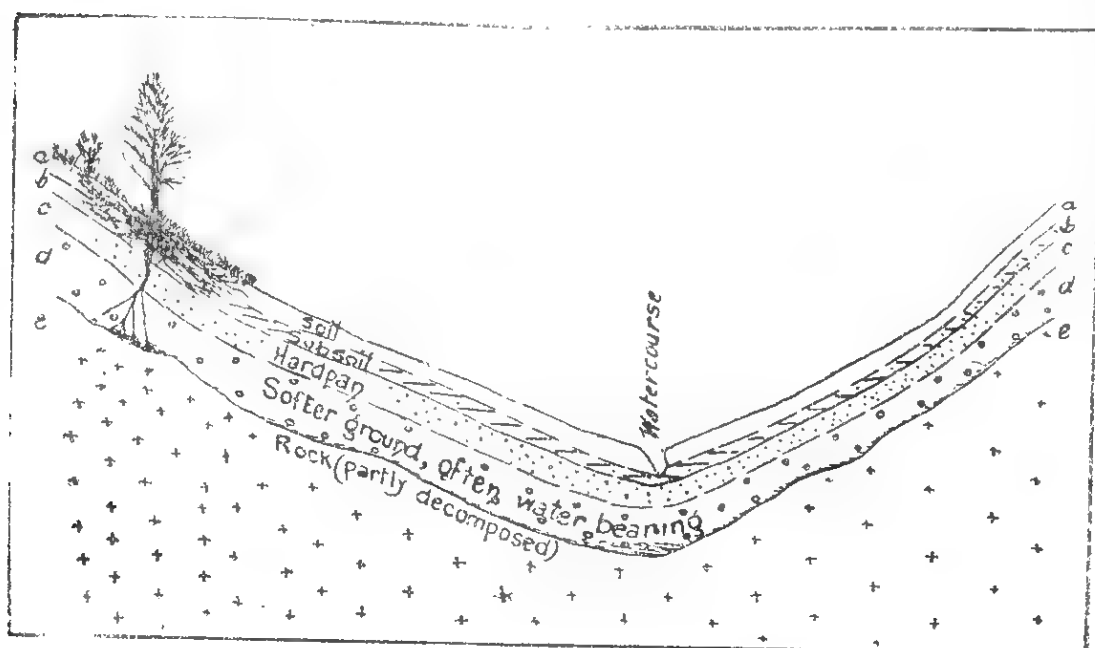 a
b
c
d
e
a
b
c
d
e
soil
subsoil
Hardpan
Softer ground, often water bearing
Rock (partly decomposed)
Watercourse